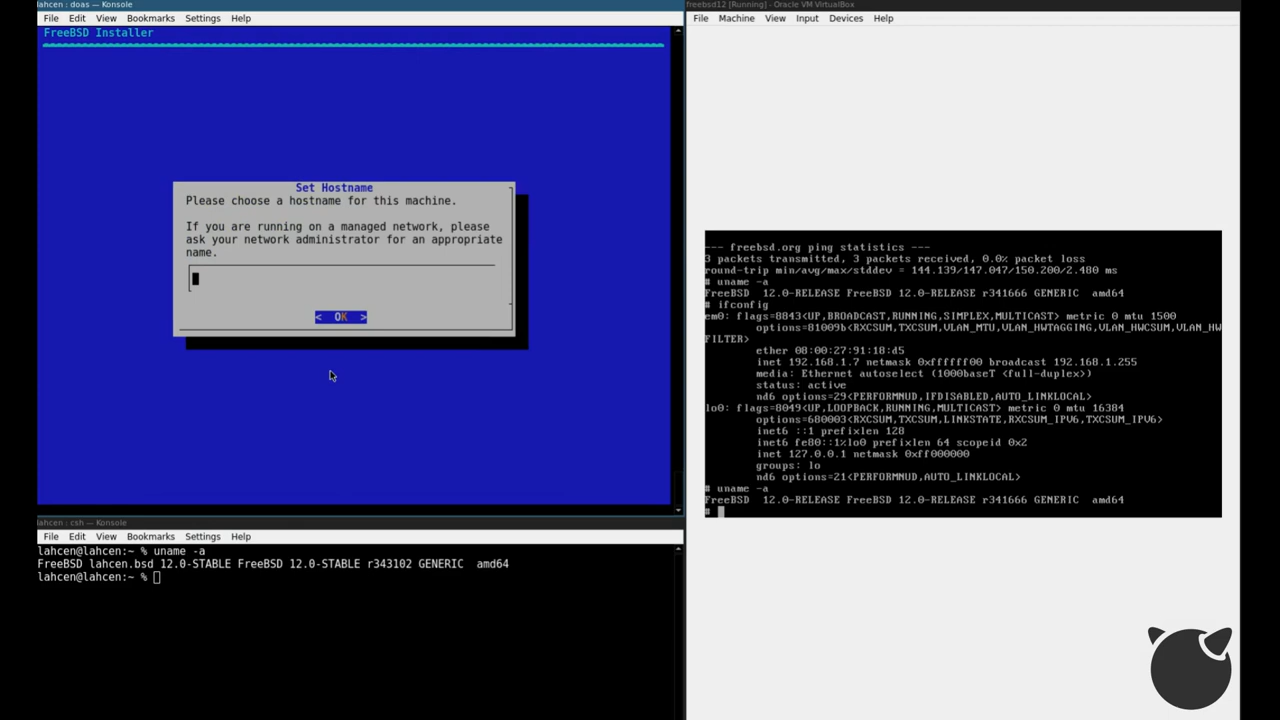 lahcen : doas — Konsole
File Edit View Bookmarks Settings Help
FreeBSD Installer
Set Hostname
Please choose a hostname for this machine.
If you are running on a managed network, please
ask your network administrator for an appropriate
name.
< OK >
lahcen : csh — Konsole
File Edit View Bookmarks Settings Help
lahcen@lahcen:~ % uname -a
FreeBSD lahcen.bsd 12.0-STABLE FreeBSD 12.0-STABLE r343102 GENERIC  amd64
lahcen@lahcen:~ %
freebsd12 [Running] - Oracle VM VirtualBox
File Machine View Input Devices Help
--- freebsd.org ping statistics ---
3 packets transmitted, 3 packets received, 0.0% packet loss
round-trip min/avg/max/stddev = 144.139/147.047/150.200/2.480 ms
# uname -a
FreeBSD  12.0-RELEASE FreeBSD 12.0-RELEASE r341666 GENERIC  amd64
# ifconfig
em0: flags=8843<UP,BROADCAST,RUNNING,SIMPLEX,MULTICAST> metric 0 mtu 1500
options=81009b<RXCSUM,TXCSUM,VLAN_MTU,VLAN_HWTAGGING,VLAN_HWCSUM,VLAN_HW
FILTER>
ether 08:00:27:91:18:d5
inet 192.168.1.7 netmask 0xffffff00 broadcast 192.168.1.255
media: Ethernet autoselect (1000baseT <full-duplex>)
status: active
nd6 options=29<PERFORMNUD,IFDISABLED,AUTO_LINKLOCAL>
lo0: flags=8049<UP,LOOPBACK,RUNNING,MULTICAST> metric 0 mtu 16384
options=680003<RXCSUM,TXCSUM,LINKSTATE,RXCSUM_IPV6,TXCSUM_IPV6>
inet6 ::1 prefixlen 128
inet6 fe80::1%lo0 prefixlen 64 scopeid 0x2
inet 127.0.0.1 netmask 0xff000000
groups: lo
nd6 options=21<PERFORMNUD,AUTO_LINKLOCAL>
# uname -a
FreeBSD  12.0-RELEASE FreeBSD 12.0-RELEASE r341666 GENERIC  amd64
#